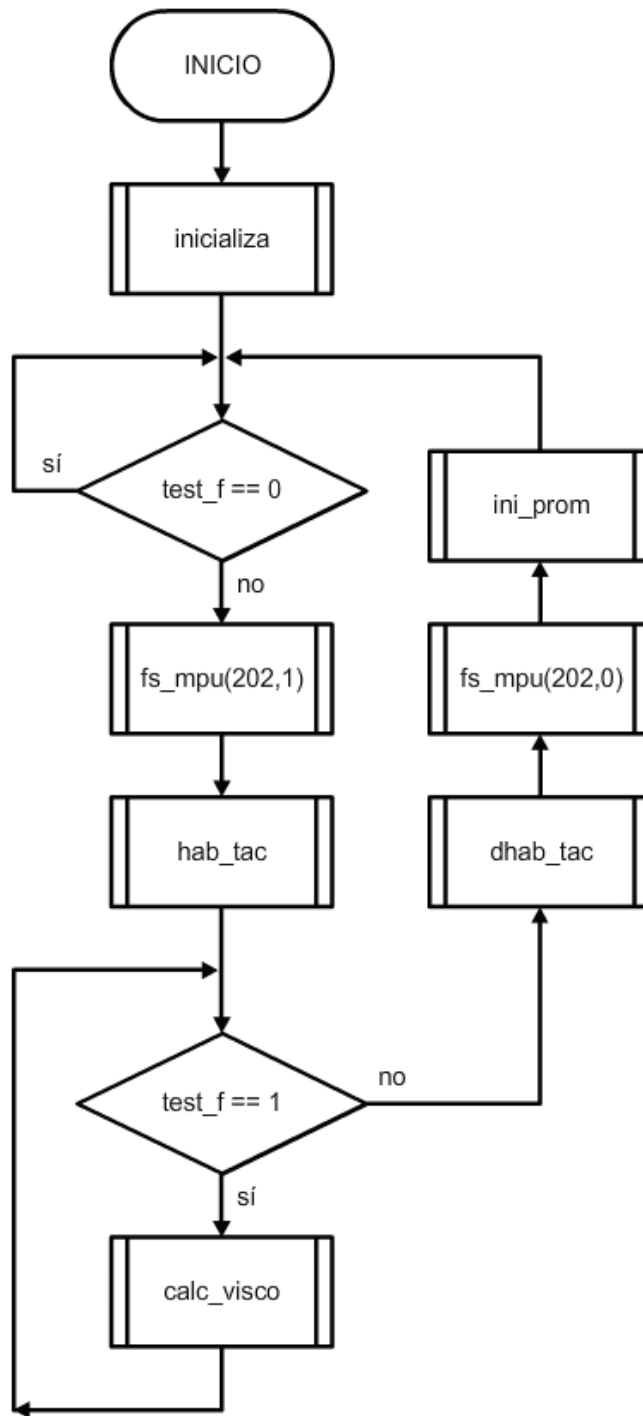 INICIO
inicializa
sí
test_f == 0
ini_prom
no
fs_mpu(202,1)
fs_mpu(202,0)
hab_tac
dhab_tac
no
test_f == 1
sí
calc_visco